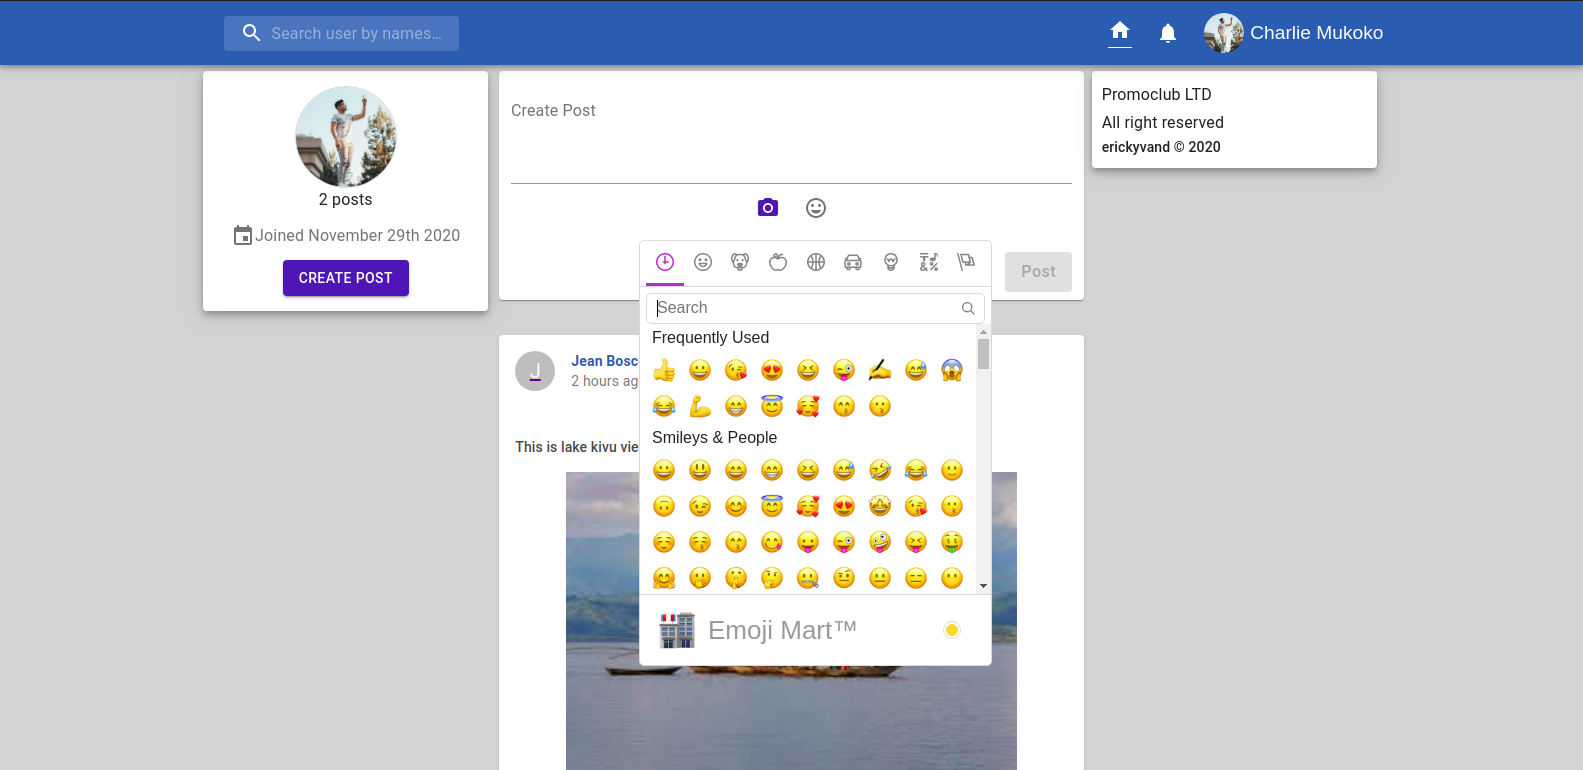 Search user by names...
Charlie Mukoko
2 posts
Joined November 29th 2020
CREATE POST
Create Post
Post
Promoclub LTD
All right reserved
erickyvand © 2020
Search
Frequently Used
Smileys & People
Emoji Mart™
J
Jean Bosc
2 hours ag
This is lake kivu vie